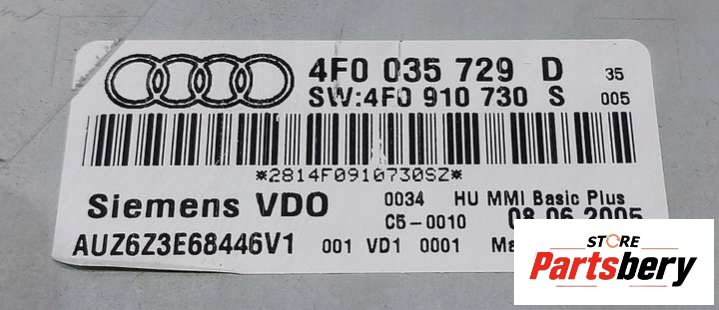 4F0 035 729 D 35
SW:4F0 910 730 S 005
*2814F0910730SZ*
Siemens VDO 0034 HU MMI Basic Plus
C5-0010 08.06.2005
AUZ6Z3E68446V1 001 VD1 0001
STORE
Partsbery